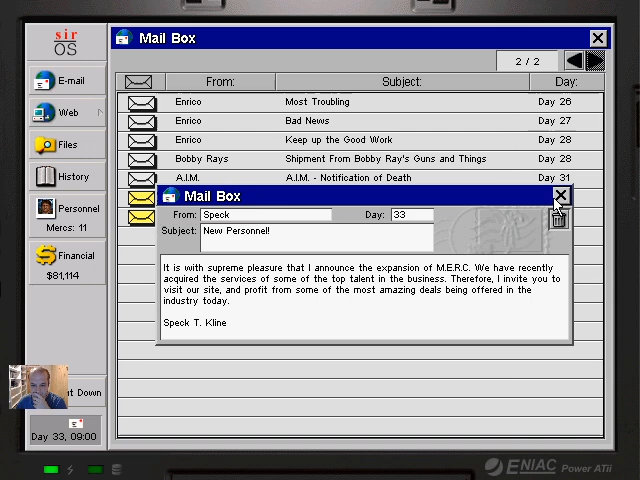 sir
OS
Mail Box
2 / 2
From:
Subject:
Day:
Enrico Most Troubling Day 26
Enrico Bad News Day 27
Enrico Keep up the Good Work Day 28
Bobby Rays Shipment From Bobby Ray's Guns and Things Day 28
A.I.M. A.I.M. - Notification of Death Day 31
E-mail
Web
Files
History
Personnel
Mercs: 11
Financial
$81,114
ut Down
Day 33, 09:00
Mail Box
From: Speck Day: 33
Subject: New Personnel!
It is with supreme pleasure that I announce the expansion of M.E.R.C. We have recently
acquired the services of some of the top talent in the business. Therefore, I invite you to
visit our site, and profit from some of the most amazing deals being offered in the
industry today.
Speck T. Kline
ENIAC Power ATii